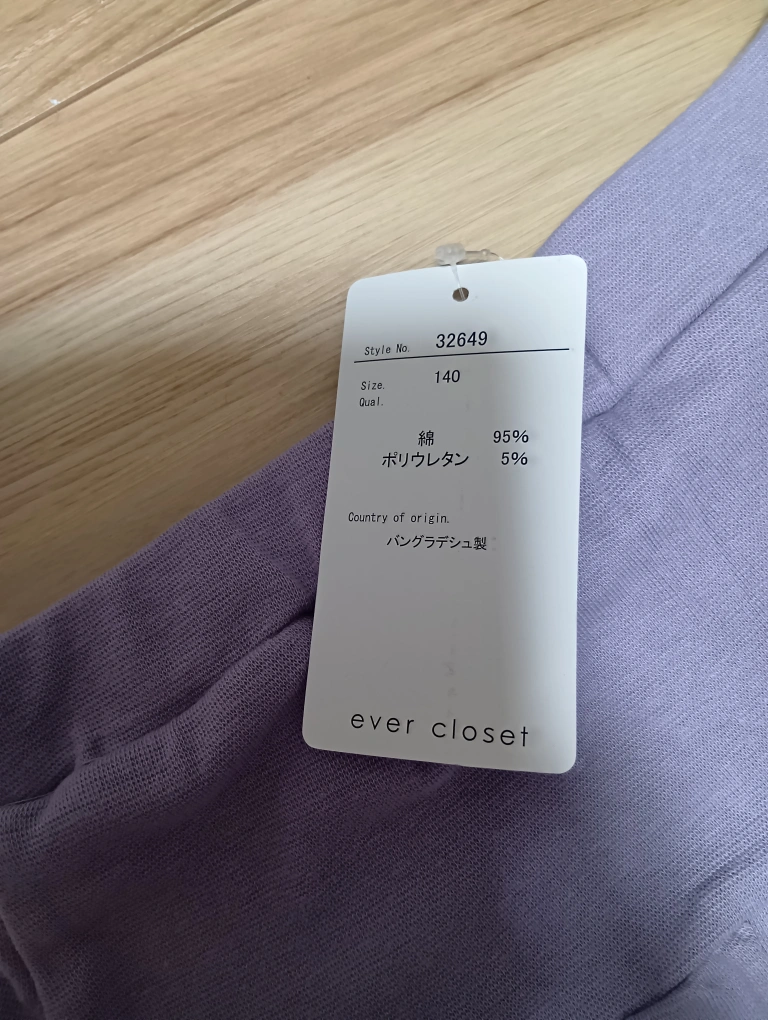 Style No. 32649
Size. 140
Qual.
綿 95%
ポリウレタン 5%
Country of origin.
バングラデシュ製
ever closet